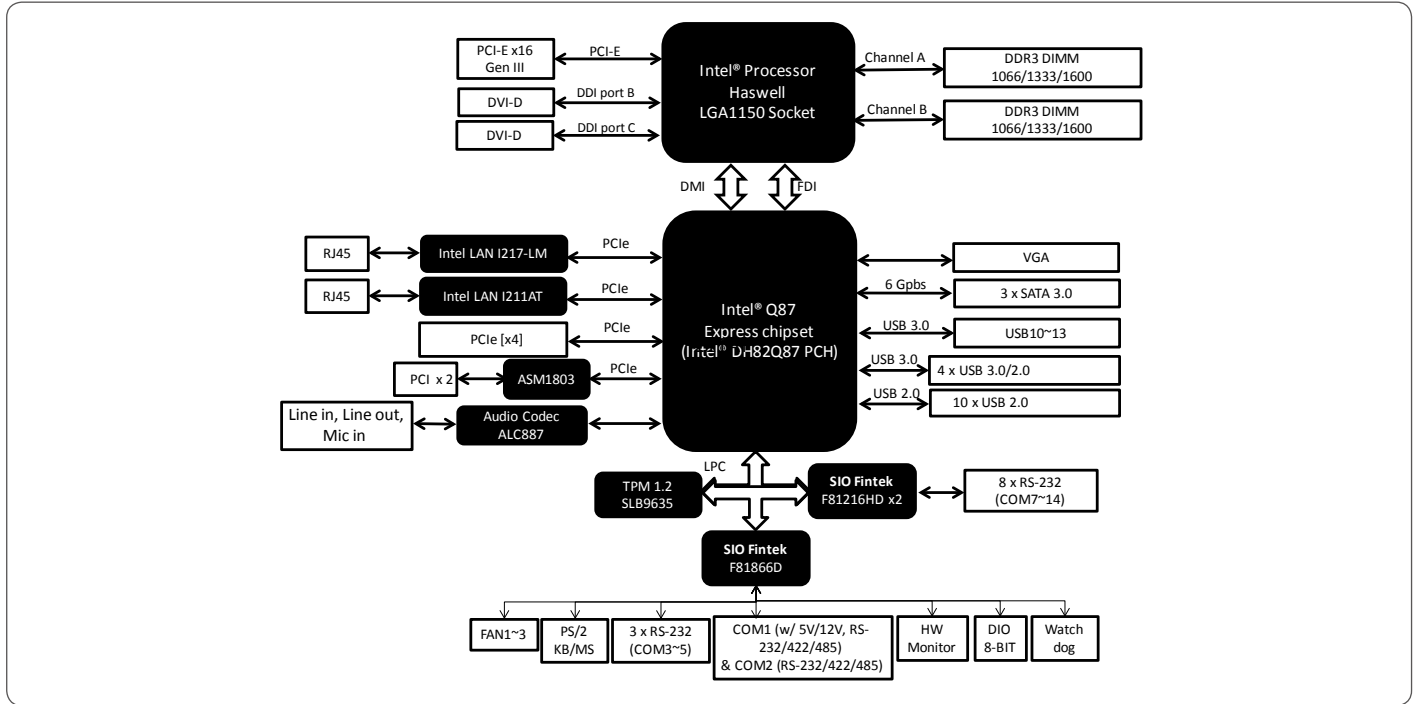 PCI-E x16
Gen III
PCI-E
DVI-D
DDI port B
DVI-D
DDI port C
Intel® Processor
Haswell
LGA1150 Socket
Channel A
DDR3 DIMM
1066/1333/1600
Channel B
DDR3 DIMM
1066/1333/1600
DMI
FDI
RJ45
Intel LAN I217-LM
PCIe
RJ45
Intel LAN I211AT
PCIe
PCIe [x4]
PCIe
PCI x 2
ASM1803
PCIe
Line in, Line out,
Mic in
Audio Codec
ALC887
Intel® Q87
Express chipset
(Intel® DH82Q87 PCH)
VGA
6 Gpbs
3 x SATA 3.0
USB 3.0
USB10~13
USB 3.0
4 x USB 3.0/2.0
USB 2.0
10 x USB 2.0
LPC
TPM 1.2
SLB9635
SIO Fintek
F81216HD x2
8 x RS-232
(COM7~14)
SIO Fintek
F81866D
FAN1~3
PS/2
KB/MS
3 x RS-232
(COM3~5)
COM1 (w/ 5V/12V, RS-
232/422/485)
& COM2 (RS-232/422/485)
HW
Monitor
DIO
8-BIT
Watch
dog